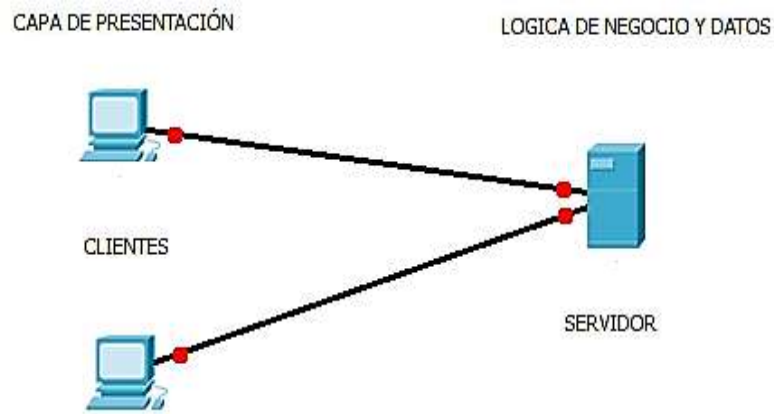 CAPA DE PRESENTACIÓN
LOGICA DE NEGOCIO Y DATOS
CLIENTES
SERVIDOR